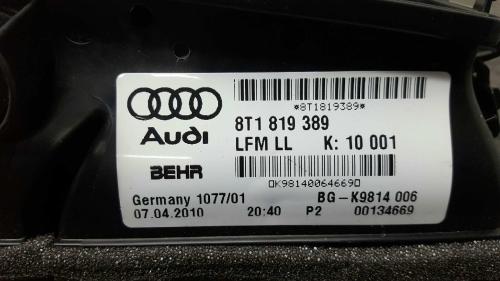 *8T1819389*
Audi
8T1 819 389
LFM LL K: 10 001
BEHR
▯K98140064669▯
Germany 1077/01 BG-K9814 006
07.04.2010 20:40 P2 00134669